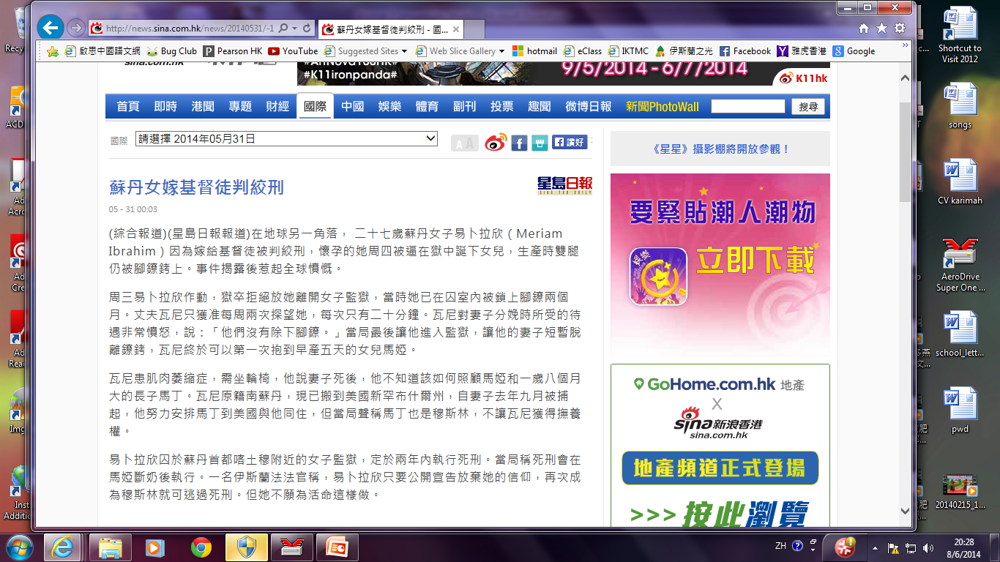 http://news.sina.com.hk/news/20140531/-1
蘇丹女嫁基督徒判絞刑 - 國...
啟思中國語文網 Bug Club Pearson HK YouTube Suggested Sites Web Slice Gallery hotmail eClass IKTMC 伊斯蘭之光 Facebook 雅虎香港 Google
#K11ironpanda#
9/5/2014 - 6/7/2014
K11hk
首頁 即時 港聞 專題 財經 國際 中國 娛樂 體育 副刊 投票 趣聞 微博日報 新聞PhotoWall 搜尋
國際 請選擇 2014年05月31日 A A 讚好
蘇丹女嫁基督徒判絞刑
星島日報
SING TAO DAILY
05 - 31 00:03
(綜合報道)(星島日報報道)在地球另一角落， 二十七歲蘇丹女子易卜拉欣（Meriam
Ibrahim）因為嫁給基督徒被判絞刑，懷孕的她周四被逼在獄中誕下女兒，生產時雙腿
仍被腳鐐銬上。事件揭露後惹起全球憤慨。
周三易卜拉欣作動，獄卒拒絕放她離開女子監獄，當時她已在囚室內被鎖上腳鐐兩個
月。丈夫瓦尼只獲准每周兩次探望她，每次只有二十分鐘。瓦尼對妻子分娩時所受的待
遇非常憤怒，說：「他們沒有除下腳鐐。」當局最後讓他進入監獄，讓他的妻子短暫脫
離鐐銬，瓦尼終於可以第一次抱到早產五天的女兒馬婭。
瓦尼患肌肉萎縮症，需坐輪椅，他說妻子死後，他不知道該如何照顧馬婭和一歲八個月
大的長子馬丁。瓦尼原籍南蘇丹，現已搬到美國新罕布什爾州，自妻子去年九月被捕
起，他努力安排馬丁到美國與他同住，但當局聲稱馬丁也是穆斯林，不讓瓦尼獲得撫養
權。
易卜拉欣囚於蘇丹首都喀土穆附近的女子監獄，定於兩年內執行死刑。當局稱死刑會在
馬婭斷奶後執行。一名伊斯蘭法法官稱，易卜拉欣只要公開宣告放棄她的信仰，再次成
為穆斯林就可逃過死刑。但她不願為活命這樣做。
《星星》攝影棚將開放參觀！
要緊貼潮人潮物
娛樂
立即下載
GoHome.com.hk 地產
X
sina新浪香港
sina.com.hk
地產頻道正式登場
>>> 按此瀏覽
Shortcut to
Visit 2012
songs
CV karimah
AeroDrive
Super One ...
school_lett...
pwd
20140215_1...
ZH
20:28
8/6/2014